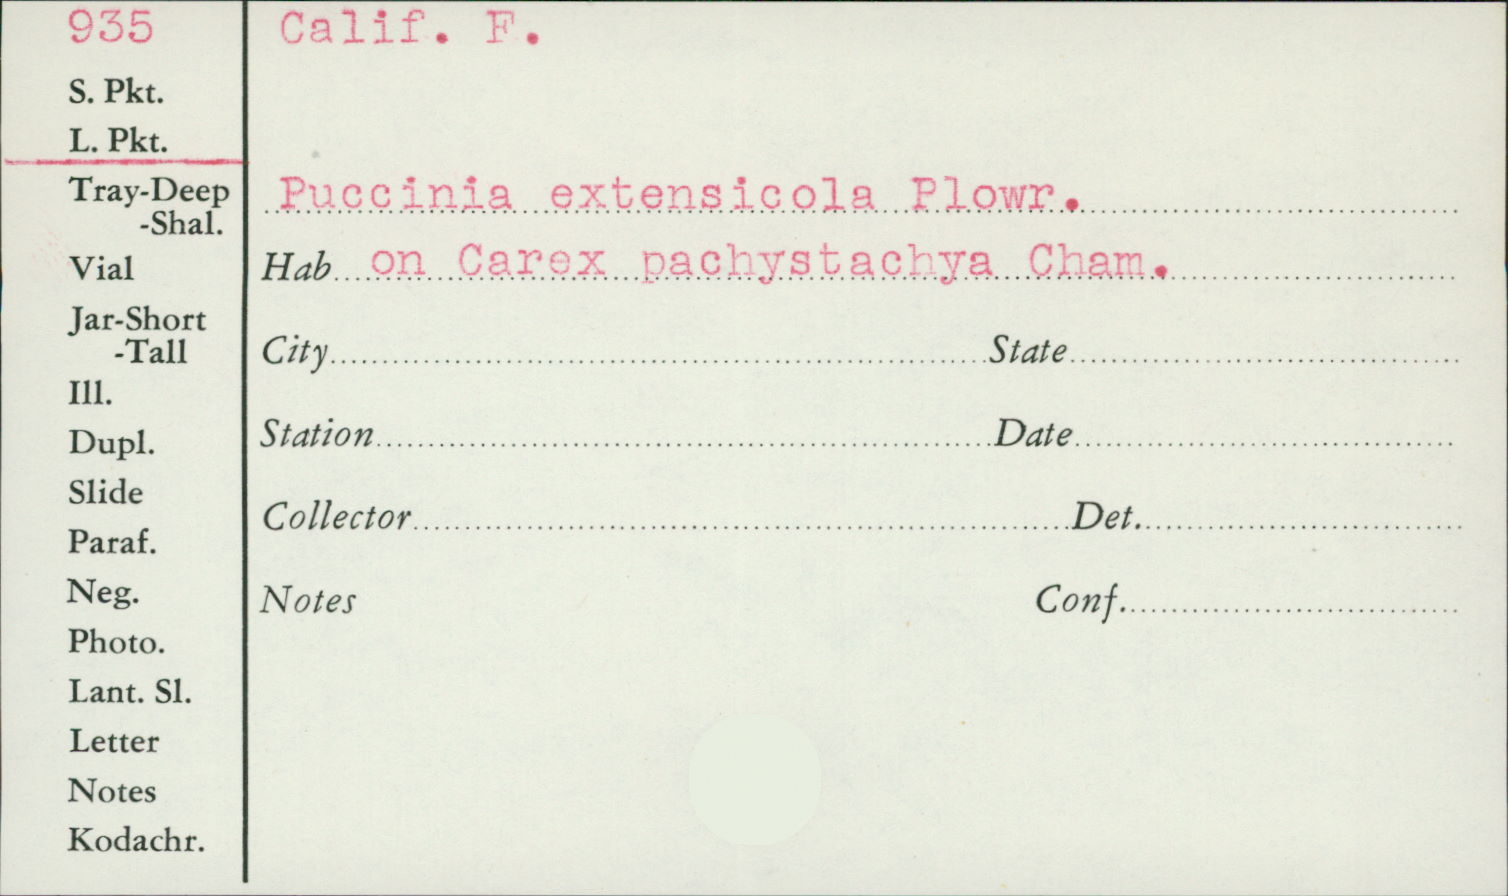 935
Calif. F.
S. Pkt.
L. Pkt.
Tray-Deep
-Shal.
Puccinia extensicola Plowr.
Vial
Hab on Carex pachystachya Cham.
Jar-Short
-Tall
City State
Ill.
Dupl.
Station Date
Slide
Collector Det.
Paraf.
Neg.
Notes Conf.
Photo.
Lant. Sl.
Letter
Notes
Kodachr.